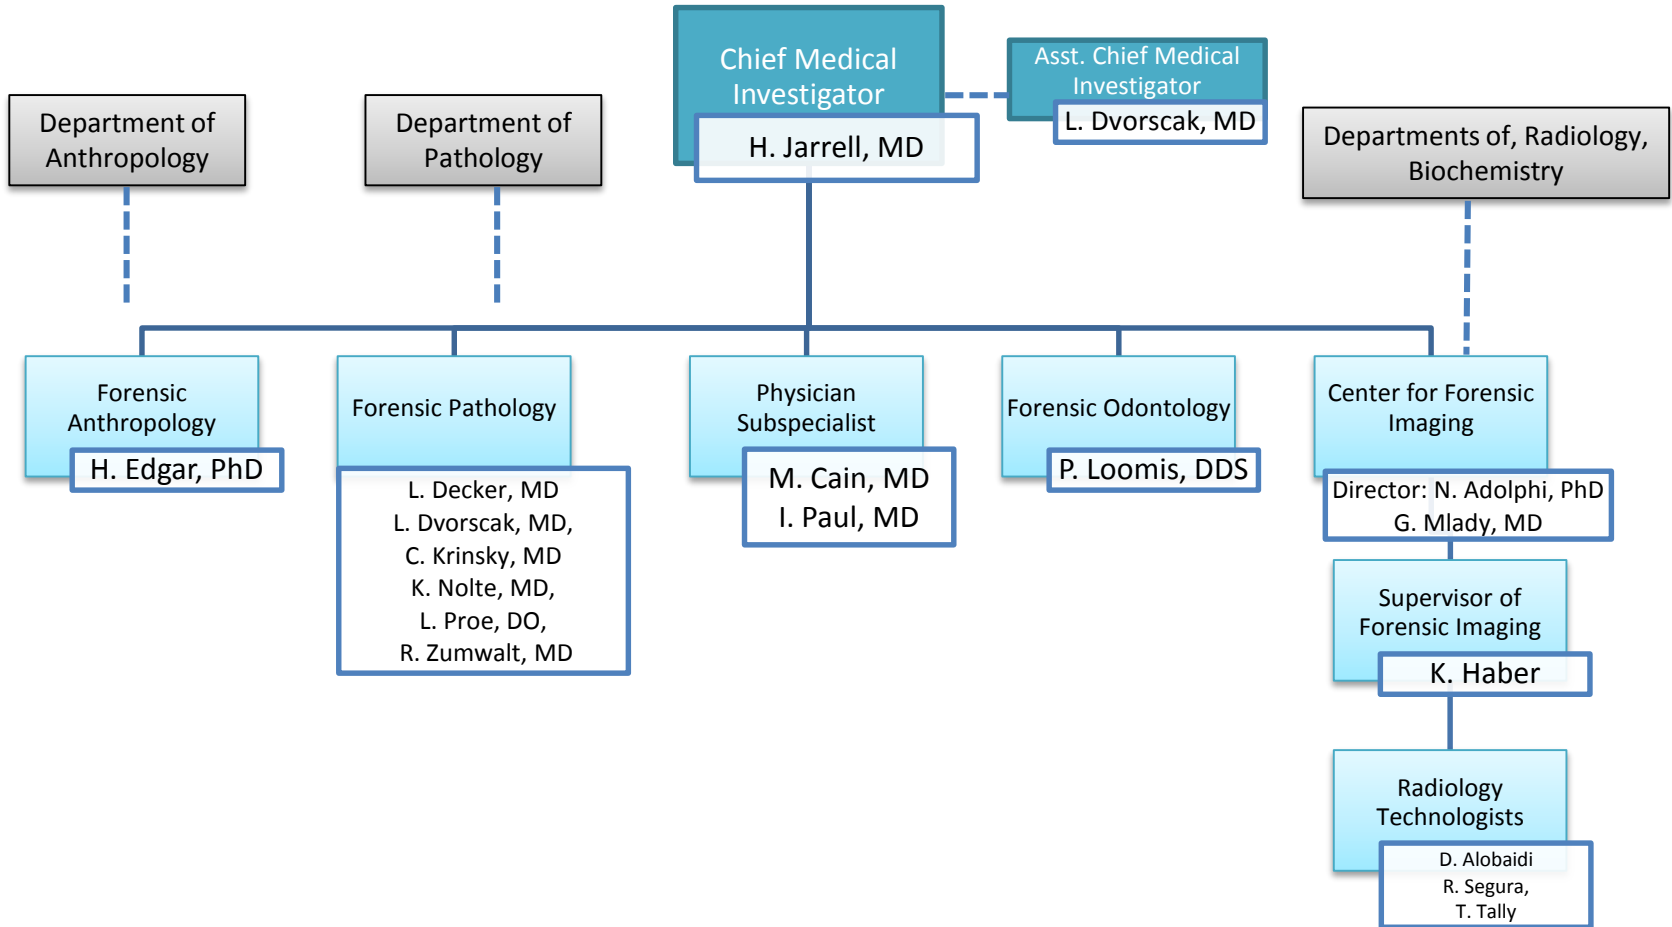 Chief Medical
Investigator
H. Jarrell, MD
Asst. Chief Medical
Investigator
L. Dvorscak, MD
Department of
Anthropology
Department of
Pathology
Departments of, Radiology,
Biochemistry
Forensic
Anthropology
H. Edgar, PhD
Forensic Pathology
L. Decker, MD
L. Dvorscak, MD,
C. Krinsky, MD
K. Nolte, MD,
L. Proe, DO,
R. Zumwalt, MD
Physician
Subspecialist
M. Cain, MD
I. Paul, MD
Forensic Odontology
P. Loomis, DDS
Center for Forensic
Imaging
Director: N. Adolphi, PhD
G. Mlady, MD
Supervisor of
Forensic Imaging
K. Haber
Radiology
Technologists
D. Alobaidi
R. Segura,
T. Tally